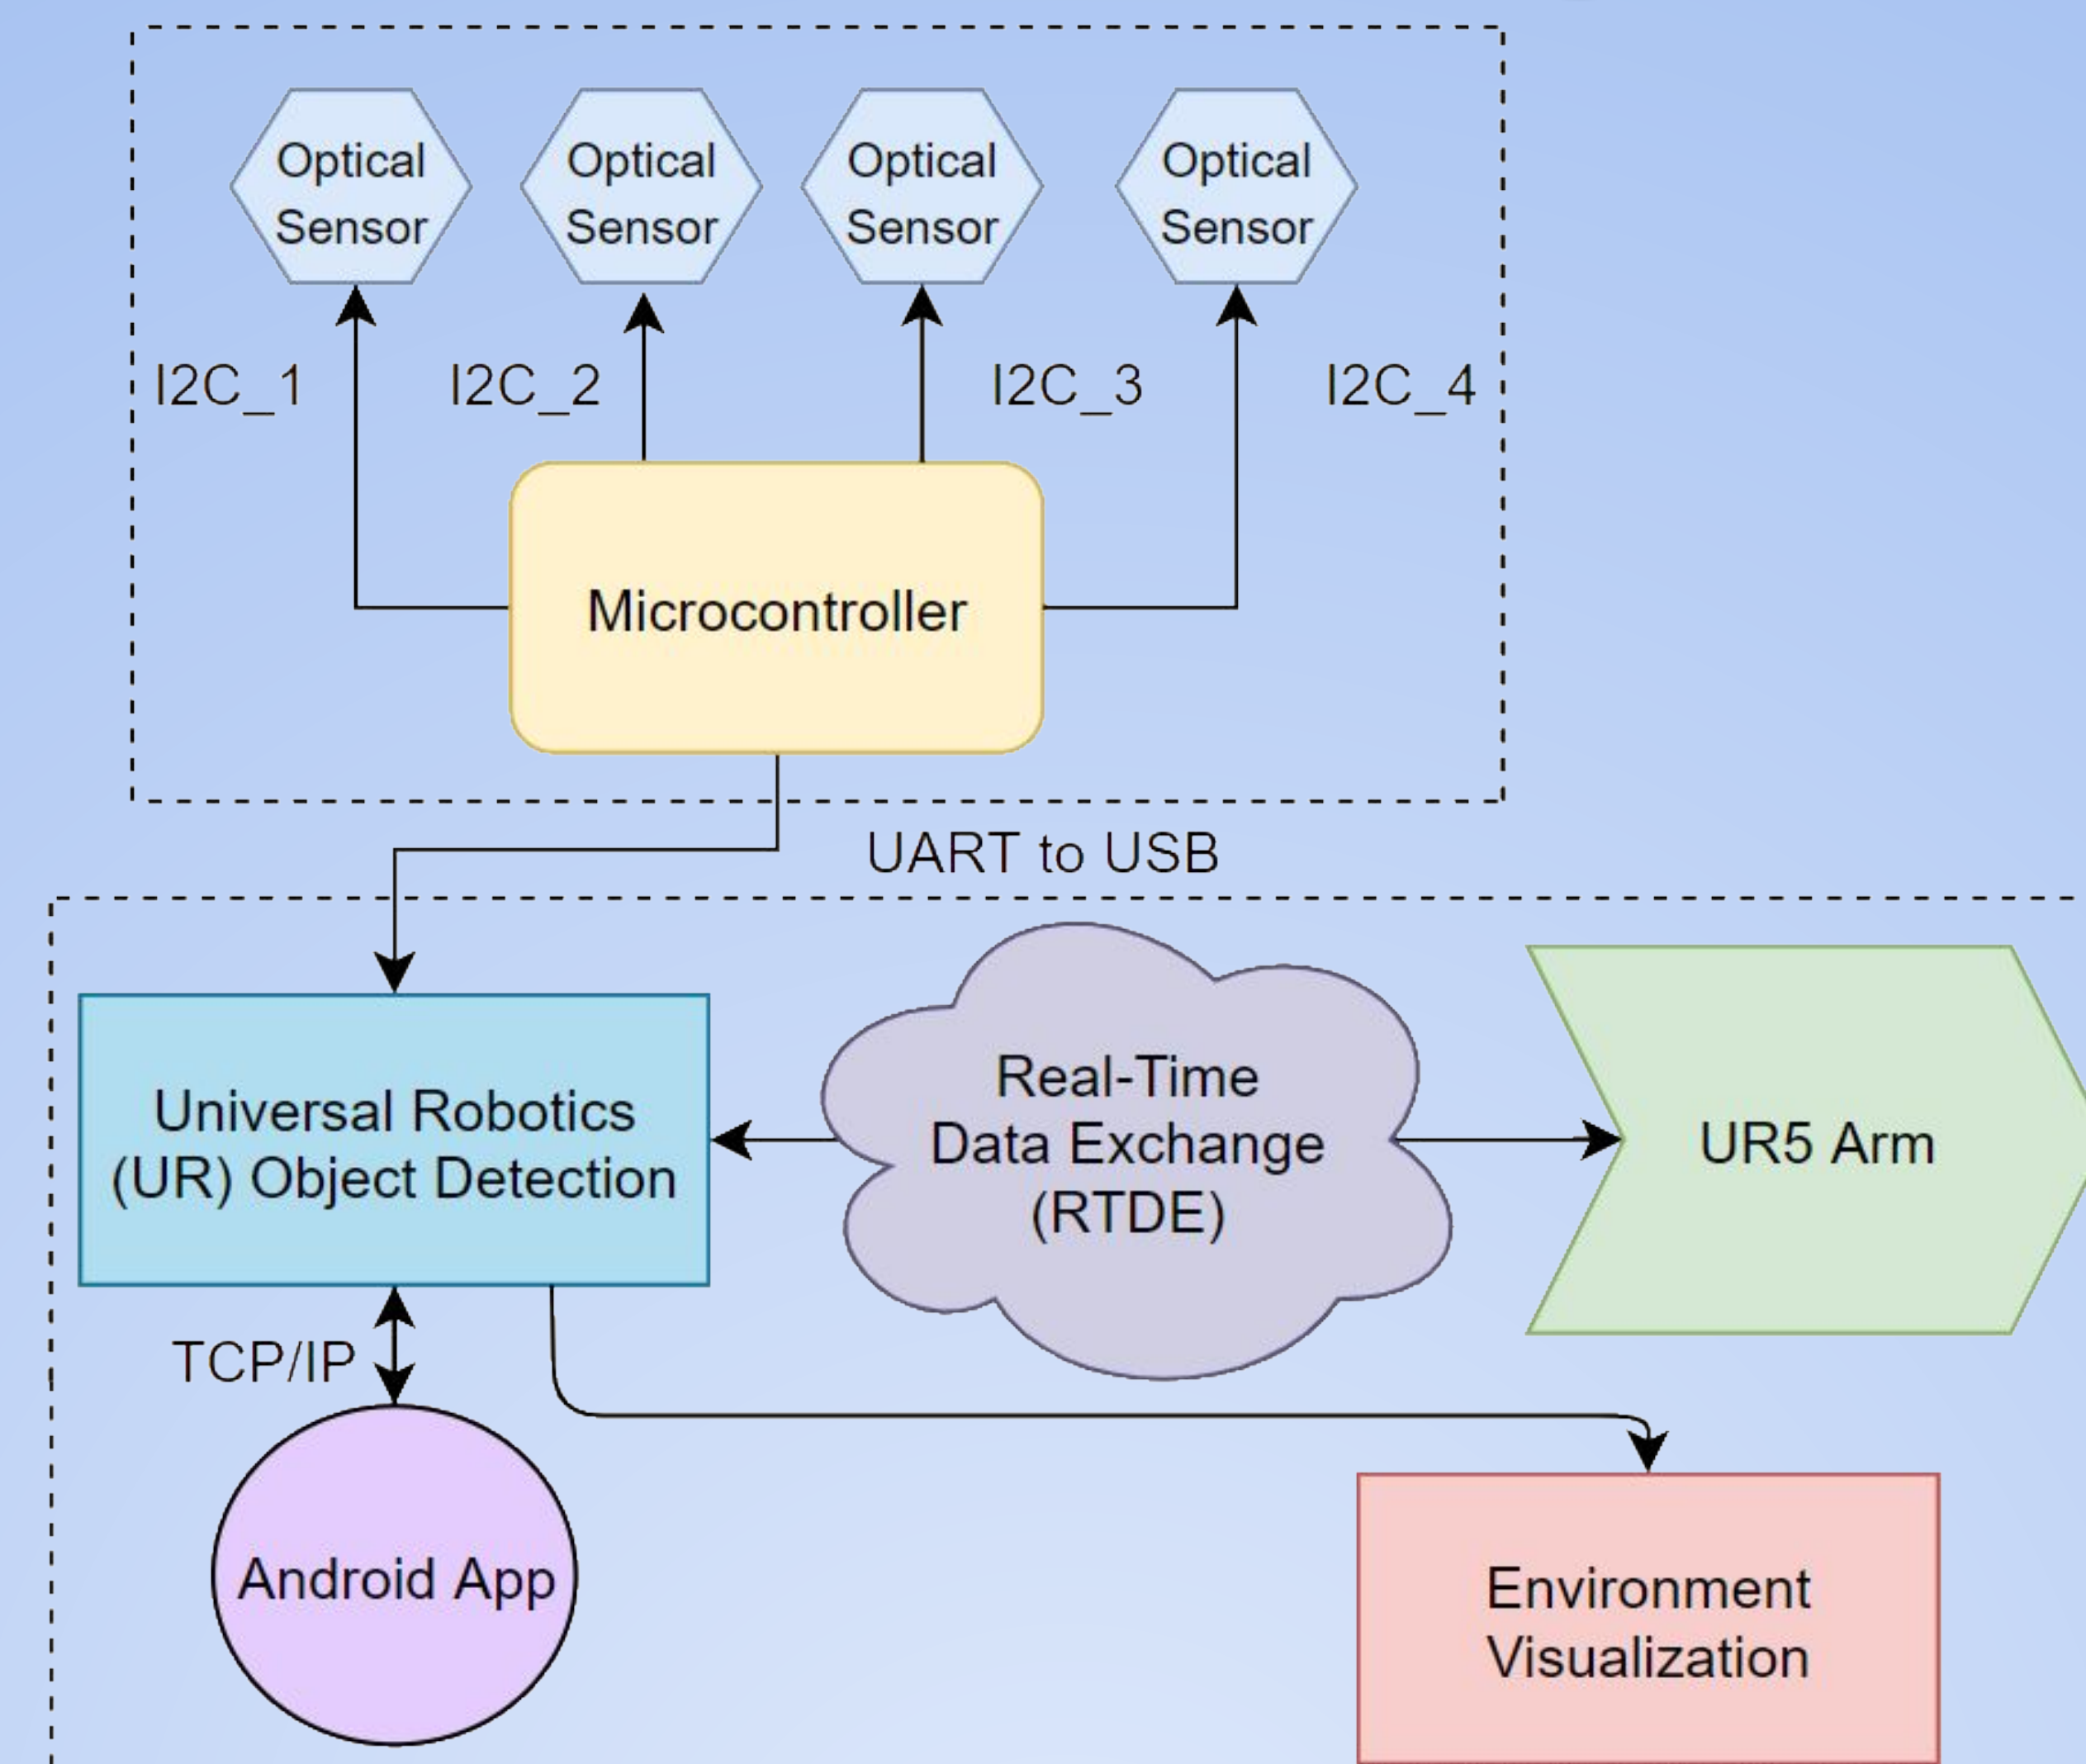 Optical
Sensor
Optical
Sensor
Optical
Sensor
Optical
Sensor
I2C_1
I2C_2
I2C_3
I2C_4
Microcontroller
UART to USB
Universal Robotics
(UR) Object Detection
Real-Time
Data Exchange
(RTDE)
UR5 Arm
TCP/IP
Android App
Environment
Visualization